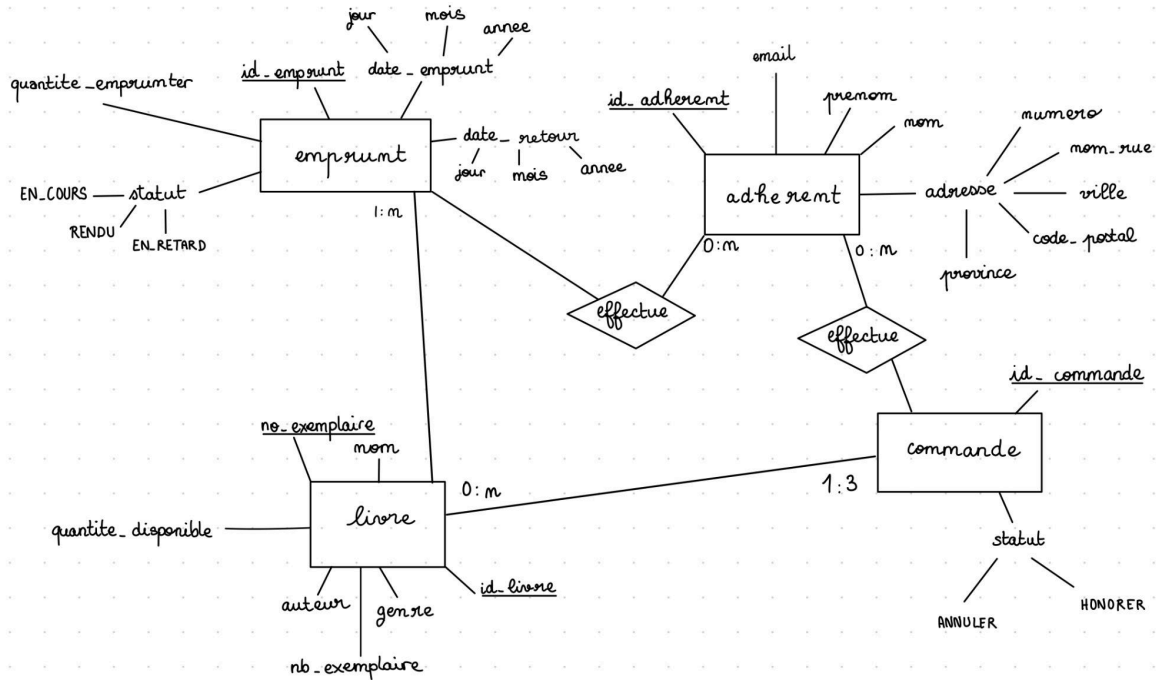 jour
mois
annee
quantite_emprunter
id_emprunt
date_emprunt
emprunt
date_retour
jour
mois
annee
EN_COURS
statut
RENDU
EN_RETARD
1:n
email
id_adherent
prenom
nom
adherent
adresse
numero
nom_rue
ville
code_postal
province
0:n
0:n
effectue
effectue
id_commande
commande
1:3
statut
ANNULER
HONORER
no_exemplaire
nom
0:n
livre
quantite_disponible
auteur
genre
id_livre
nb_exemplaire